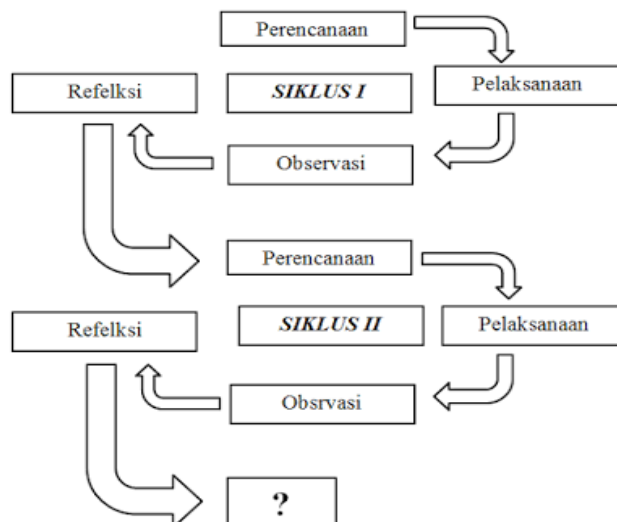 Perencanaan
Refelksi
SIKLUS I
Pelaksanaan
Observasi
Perencanaan
Refelksi
SIKLUS II
Pelaksanaan
Obsrvasi
?